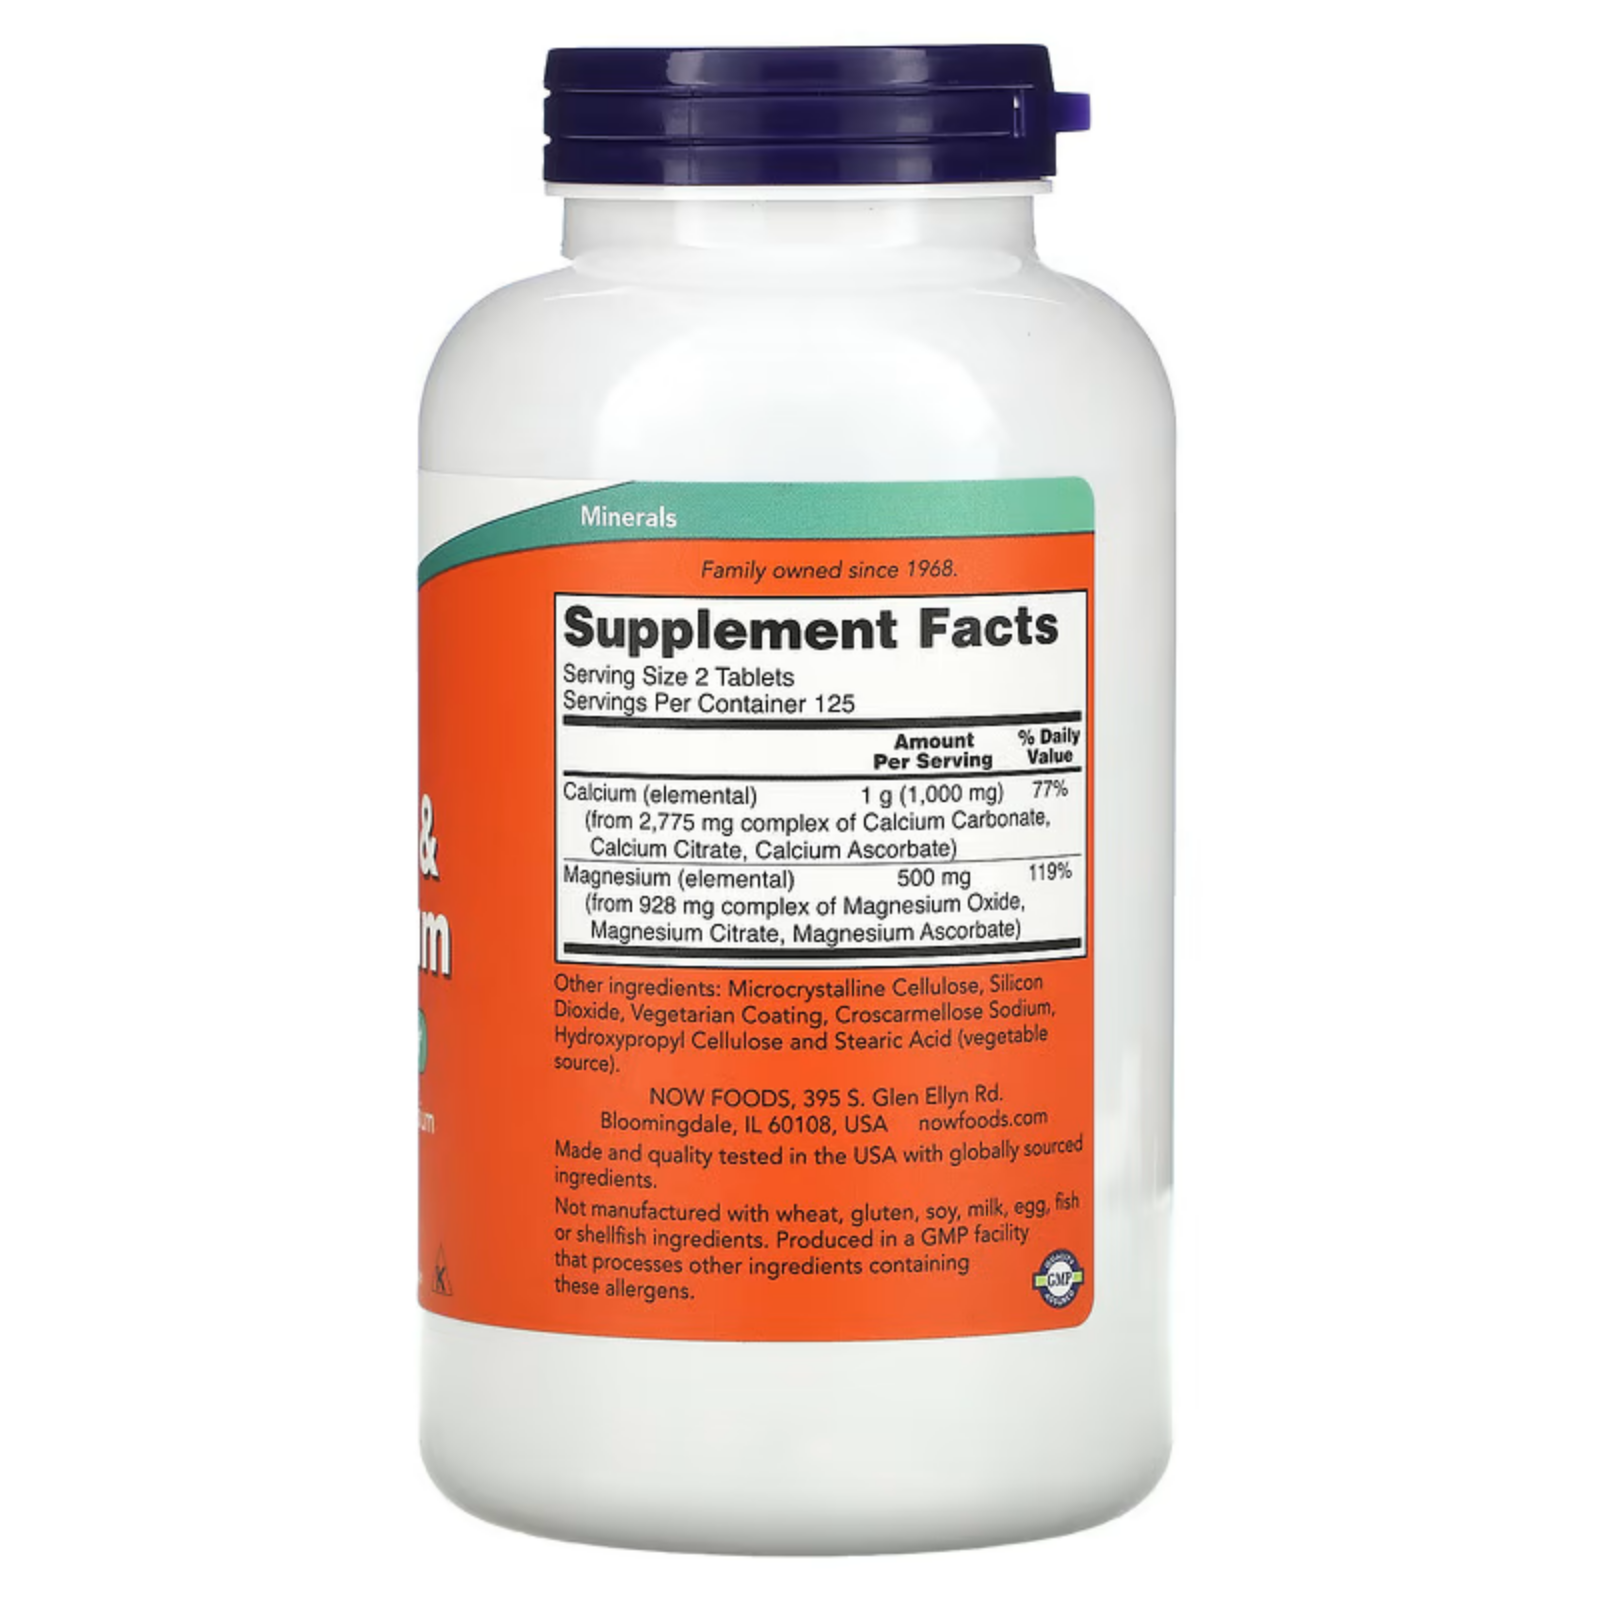 Minerals
Family owned since 1968.
Supplement Facts
Serving Size 2 Tablets
Servings Per Container 125
Amount Per Serving % Daily Value
Calcium (elemental) 1 g (1,000 mg) 77%
(from 2,775 mg complex of Calcium Carbonate,
Calcium Citrate, Calcium Ascorbate)
Magnesium (elemental) 500 mg 119%
(from 928 mg complex of Magnesium Oxide,
Magnesium Citrate, Magnesium Ascorbate)
Other ingredients: Microcrystalline Cellulose, Silicon
Dioxide, Vegetarian Coating, Croscarmellose Sodium,
Hydroxypropyl Cellulose and Stearic Acid (vegetable
source).
NOW FOODS, 395 S. Glen Ellyn Rd.
Bloomingdale, IL 60108, USA nowfoods.com
Made and quality tested in the USA with globally sourced
ingredients.
Not manufactured with wheat, gluten, soy, milk, egg, fish
or shellfish ingredients. Produced in a GMP facility
that processes other ingredients containing
these allergens.
GMP
&
K